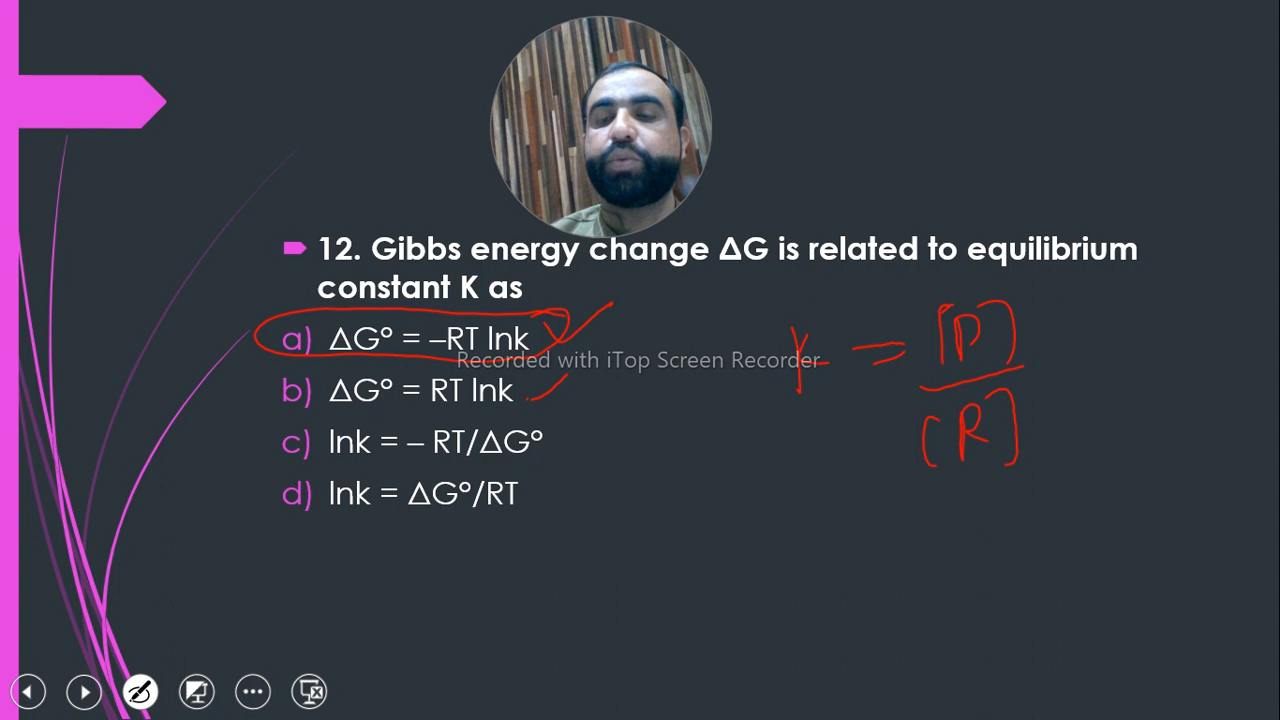 12. Gibbs energy change ΔG is related to equilibrium
constant K as
a) ΔG° = –RT lnk
b) ΔG° = RT lnk
c) lnk = – RT/ΔG°
d) lnk = ΔG°/RT
Recorded with iTop Screen Recorder
K = [P]
[R]